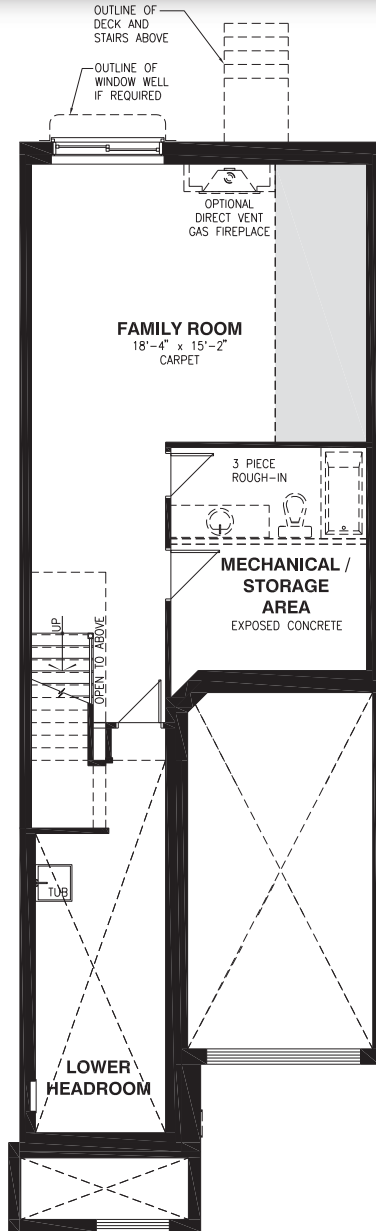 OUTLINE OF
DECK AND
STAIRS ABOVE
OUTLINE OF
WINDOW WELL
IF REQUIRED
OPTIONAL
DIRECT VENT
GAS FIREPLACE
FAMILY ROOM
18'-4" x 15'-2"
CARPET
3 PIECE
ROUGH-IN
MECHANICAL /
STORAGE
AREA
EXPOSED CONCRETE
UP
OPEN TO ABOVE
TUB
LOWER
HEADROOM